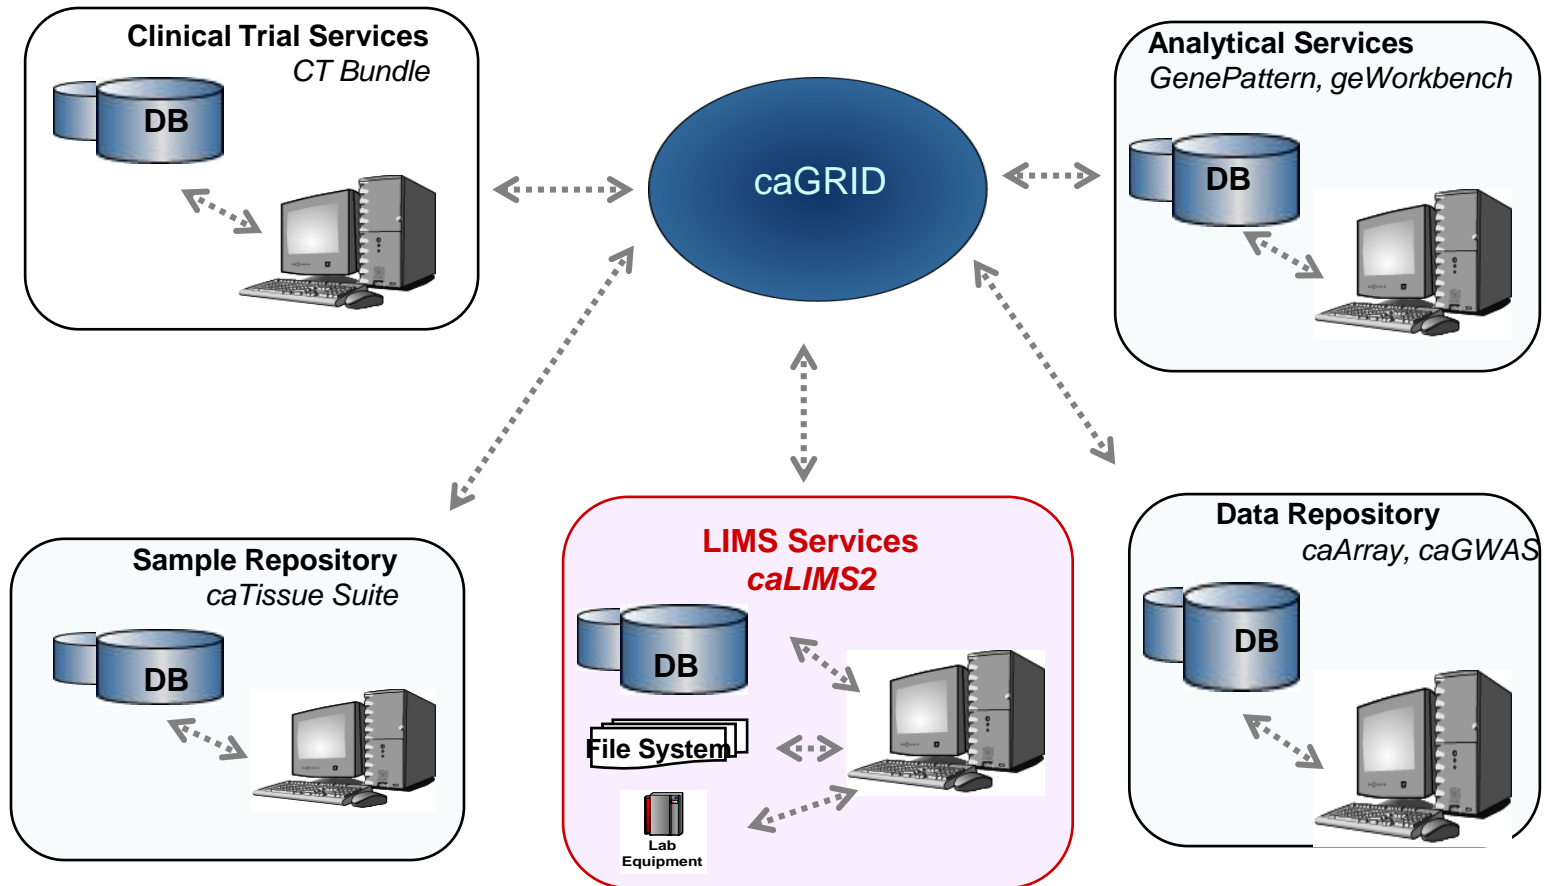 Clinical Trial Services
CT Bundle
DB
caGRID
Analytical Services
GenePattern, geWorkbench
DB
Sample Repository
caTissue Suite
DB
LIMS Services
caLIMS2
DB
File System
Lab
Equipment
Data Repository
caArray, caGWAS
DB